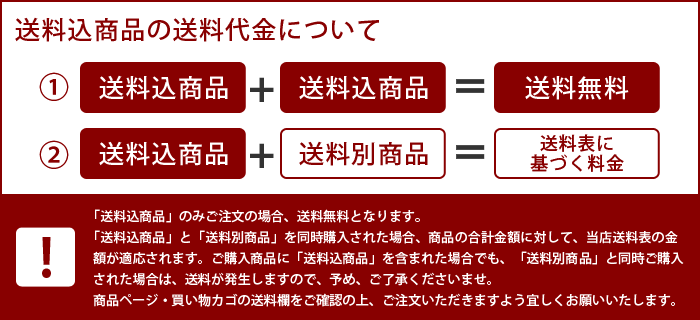 送料込商品の送料代金について
① 送料込商品 + 送料込商品 = 送料無料
② 送料込商品 + 送料別商品 = 送料表に
基づく料金
!
「送料込商品」のみご注文の場合、送料無料となります。
「送料込商品」と「送料別商品」を同時購入された場合、商品の合計金額に対して、当店送料表の金
額が適応されます。ご購入商品に「送料込商品」を含まれた場合でも、「送料別商品」と同時ご購入
された場合は、送料が発生しますので、予め、ご了承くださいませ。
商品ページ・買い物カゴの送料欄をご確認の上、ご注文いただきますよう宜しくお願いいたします。